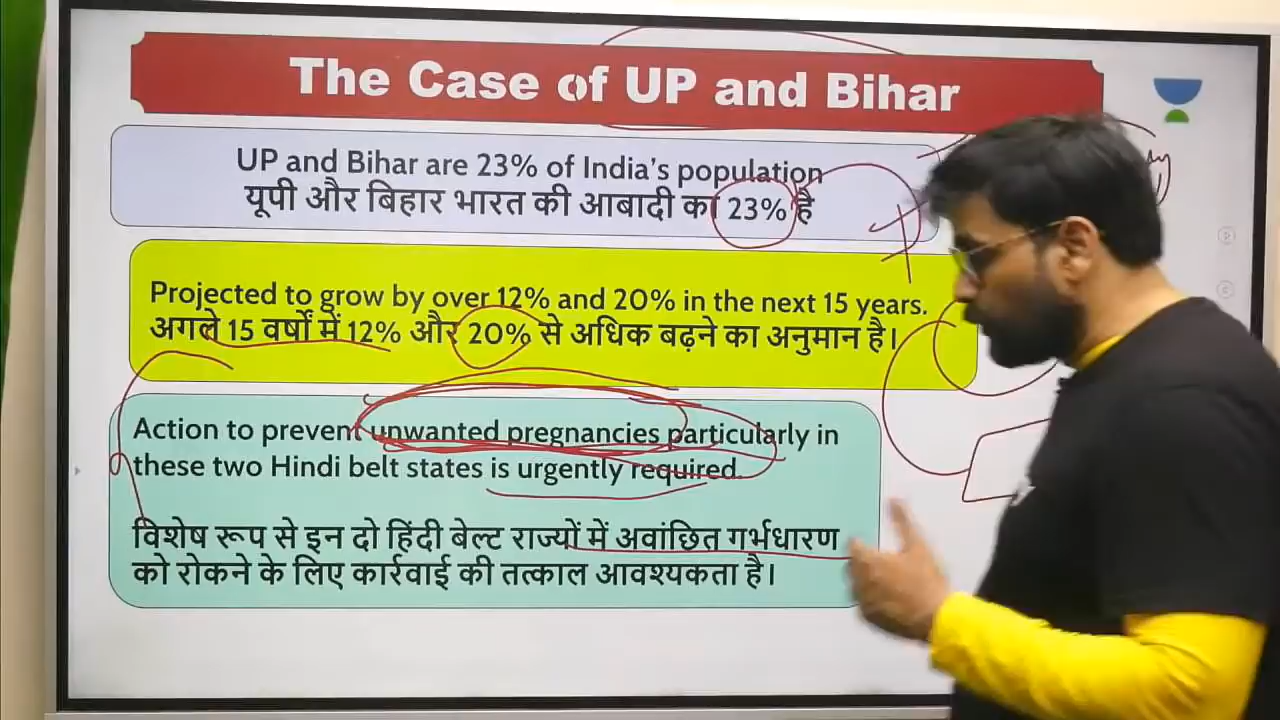 The Case of UP and Bihar
UP and Bihar are 23% of India's population
यूपी और बिहार भारत की आबादी का 23% है
Projected to grow by over 12% and 20% in the next 15 years.
अगले 15 वर्षों में 12% और 20% से अधिक बढ़ने का अनुमान है।
Action to prevent unwanted pregnancies particularly in
these two Hindi belt states is urgently required.
विशेष रूप से इन दो हिंदी बेल्ट राज्यों में अवांछित गर्भधारण
को रोकने के लिए कार्रवाई की तत्काल आवश्यकता है।